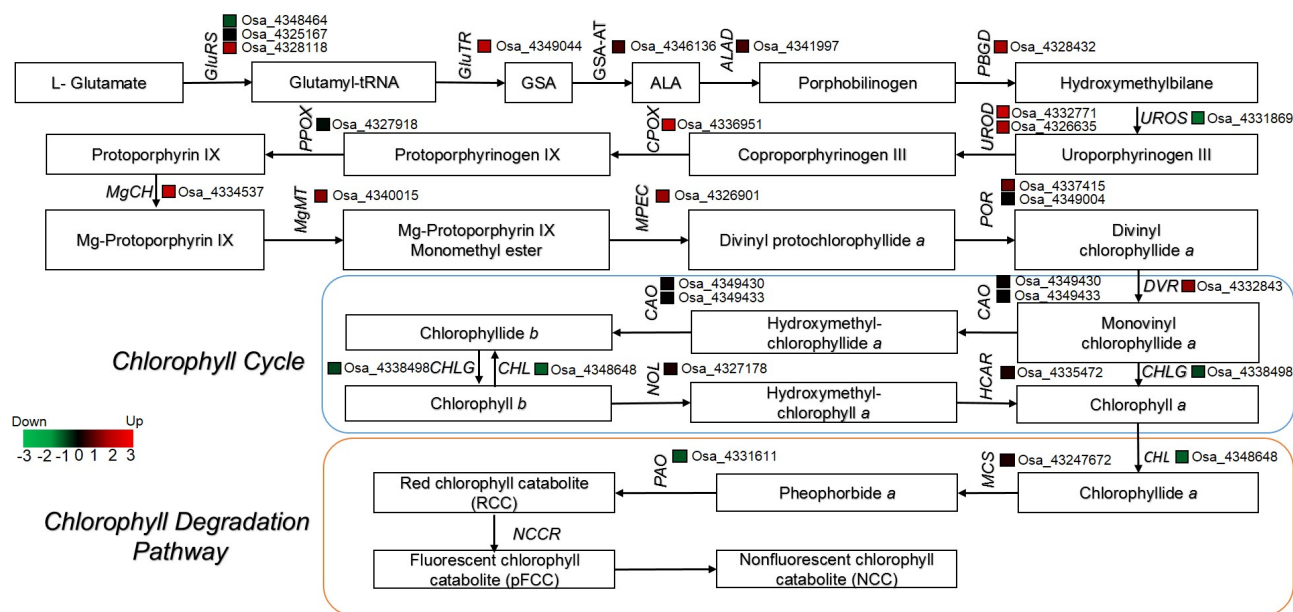 GluRS
Osa_4348464
Osa_4325167
Osa_4328118
GluTR
Osa_4349044
GSA-AT
Osa_4346136
ALAD
Osa_4341997
PBGD
Osa_4328432
L- Glutamate
Glutamyl-tRNA
GSA
ALA
Porphobilinogen
Hydroxymethylbilane
PPOX
Osa_4327918
CPOX
Osa_4336951
UROD
Osa_4332771
Osa_4326635
UROS
Osa_4331869
Protoporphyrin IX
Protoporphyrinogen IX
Coproporphyrinogen III
Uroporphyrinogen III
MgCH
Osa_4334537
MgMT
Osa_4340015
MPEC
Osa_4326901
POR
Osa_4337415
Osa_4349004
Mg-Protoporphyrin IX
Mg-Protoporphyrin IX
Monomethyl ester
Divinyl protochlorophyllide a
Divinyl
chlorophyllide a
CAO
Osa_4349430
Osa_4349433
CAO
Osa_4349430
Osa_4349433
DVR
Osa_4332843
Chlorophyllide b
Hydroxymethyl-
chlorophyllide a
Monovinyl
chlorophyllide a
Chlorophyll Cycle
Osa_4338498
CHLG
CHL
Osa_4348648
NOL
Osa_4327178
HCAR
Osa_4335472
CHLG
Osa_4338498
Chlorophyll b
Hydroxymethyl-
chlorophyll a
Chlorophyll a
Down
Up
-3 -2 -1 0 1 2 3
PAO
Osa_4331611
MCS
Osa_43247672
CHL
Osa_4348648
Red chlorophyll catabolite
(RCC)
Pheophorbide a
Chlorophyllide a
Chlorophyll Degradation
Pathway
NCCR
Fluorescent chlorophyll
catabolite (pFCC)
Nonfluorescent chlorophyll
catabolite (NCC)